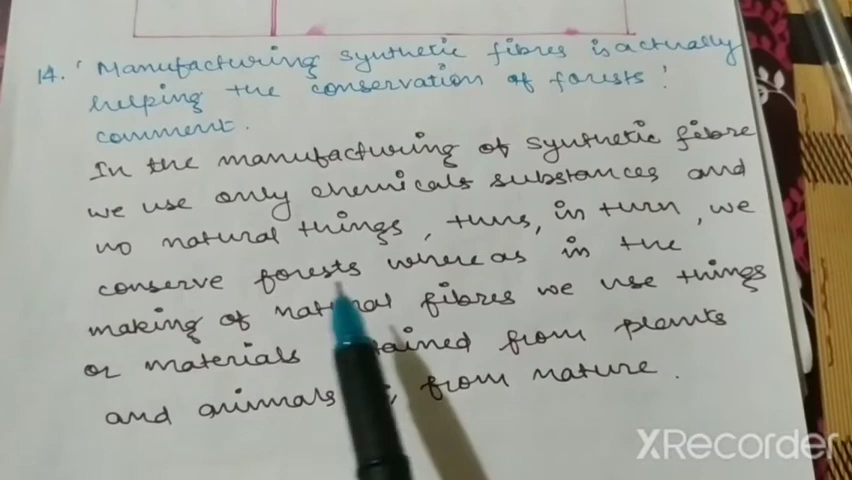 14. ' Manufacturing synthetic fibres is actually
helping the conservation of forests '
comment.
In the manufacturing of synthetic fibre
we use only chemicals substances and
no natural things, thus, in turn, we
conserve forests where as in the
making of natural fibres we use things
or materials from plants
and animals from nature.
XRecorder